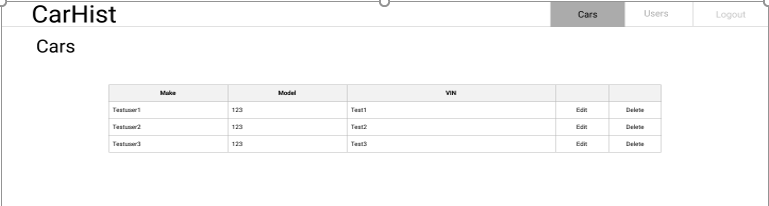 CarHist Cars Users Logout
Cars
Make Model VIN
Testuser1 123 Test1 Edit Delete
Testuser2 123 Test2 Edit Delete
Testuser3 123 Test3 Edit Delete